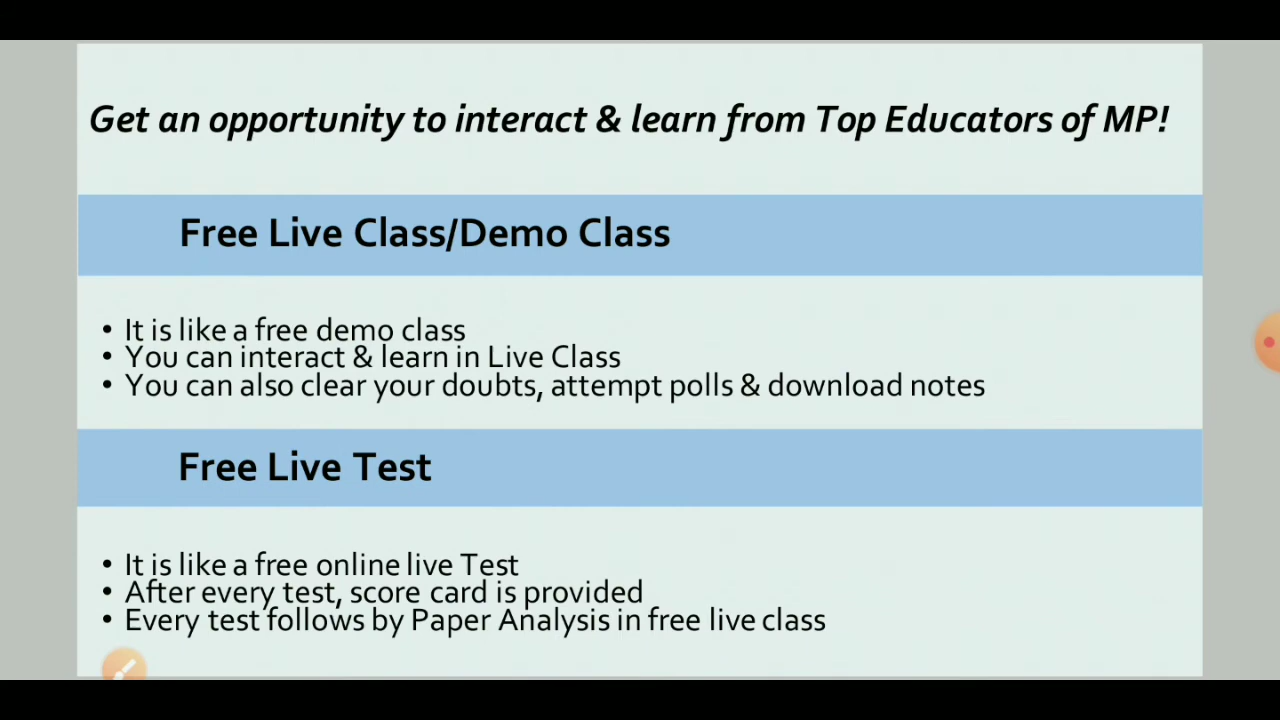 Get an opportunity to interact & learn from Top Educators of MP!
Free Live Class/Demo Class
• It is like a free demo class
• You can interact & learn in Live Class
• You can also clear your doubts, attempt polls & download notes
Free Live Test
• It is like a free online live Test
• After every test, score card is provided
• Every test follows by Paper Analysis in free live class